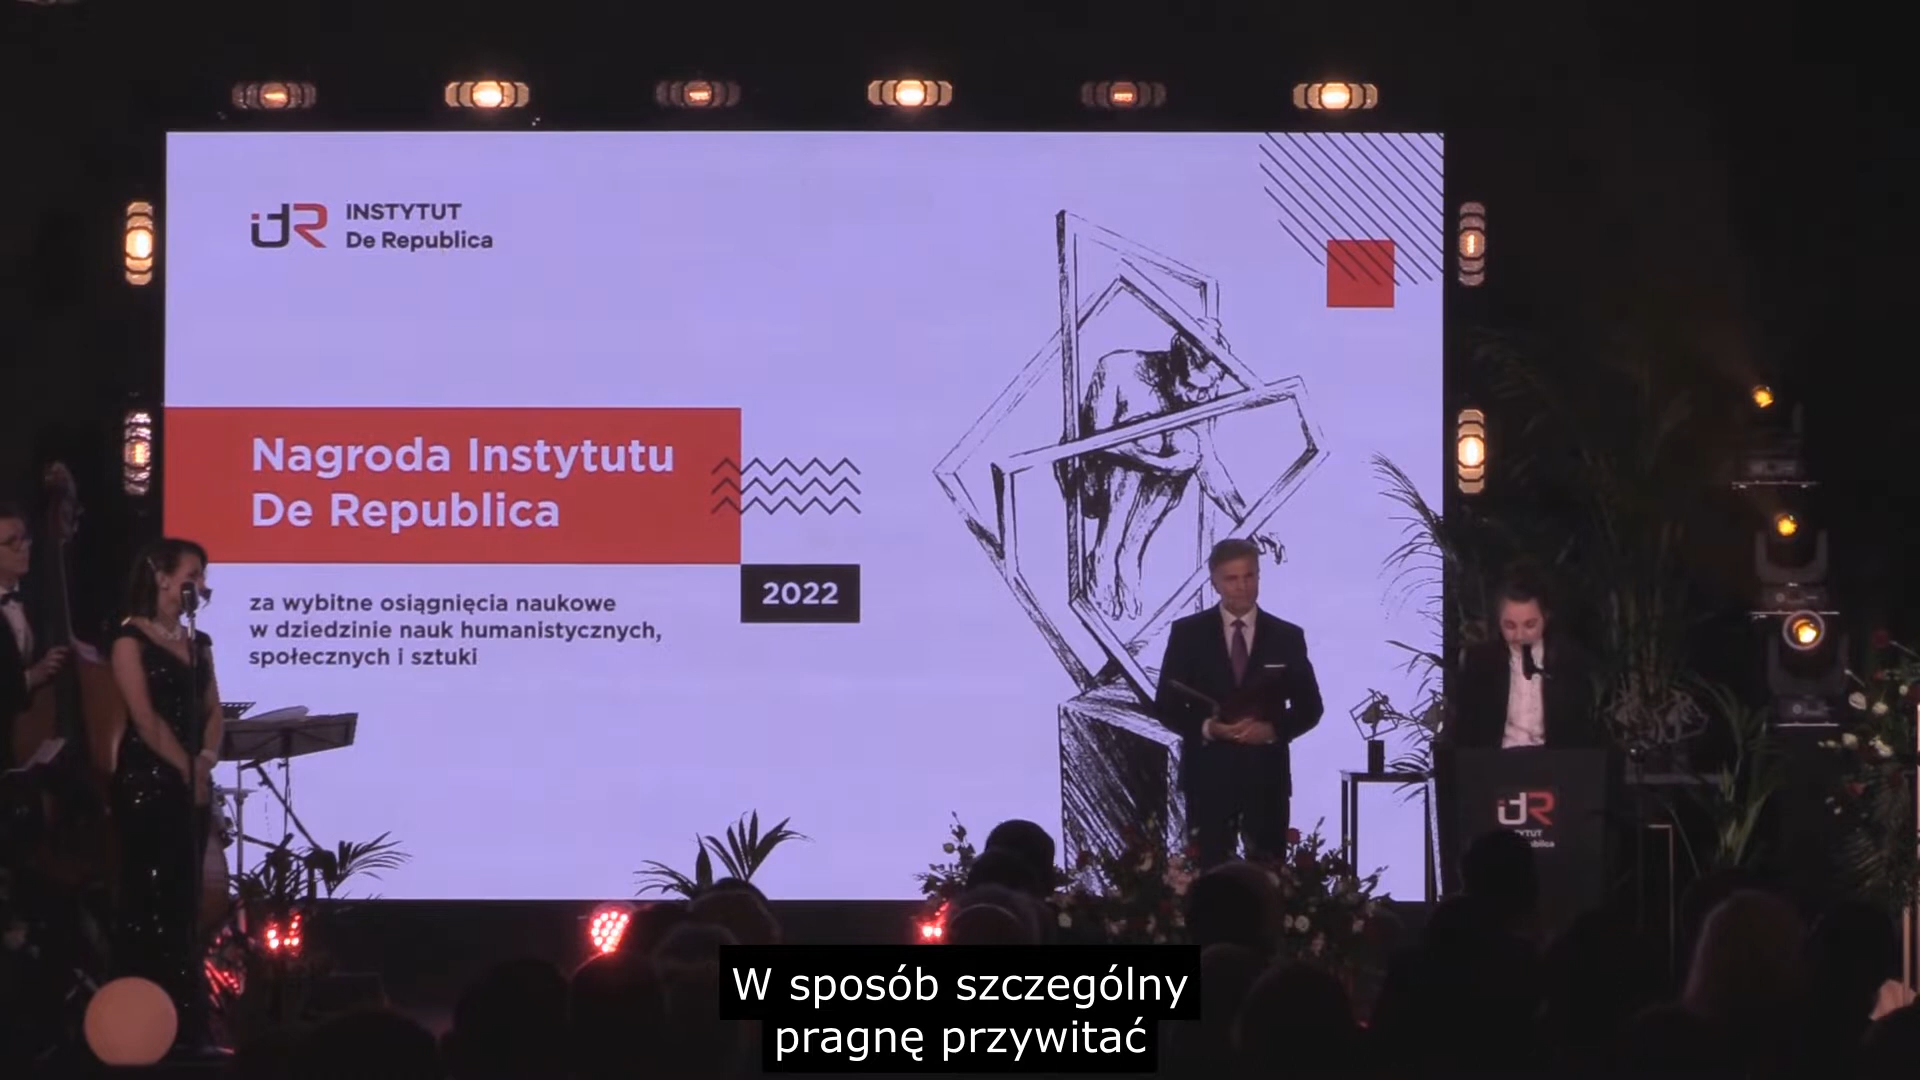 INSTYTUT
De Republica
Nagroda Instytutu
De Republica
2022
za wybitne osiągnięcia naukowe
w dziedzinie nauk humanistycznych,
społecznych i sztuki
W sposób szczególny
pragnę przywitać